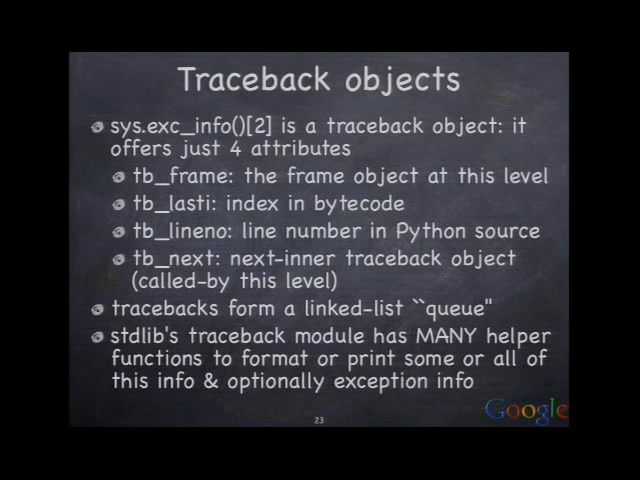 Traceback objects
sys.exc_info()[2] is a traceback object: it
offers just 4 attributes
tb_frame: the frame object at this level
tb_lasti: index in bytecode
tb_lineno: line number in Python source
tb_next: next-inner traceback object
(called-by this level)
tracebacks form a linked-list ``queue"
stdlib's traceback module has MANY helper
functions to format or print some or all of
this info & optionally exception info
Google
23